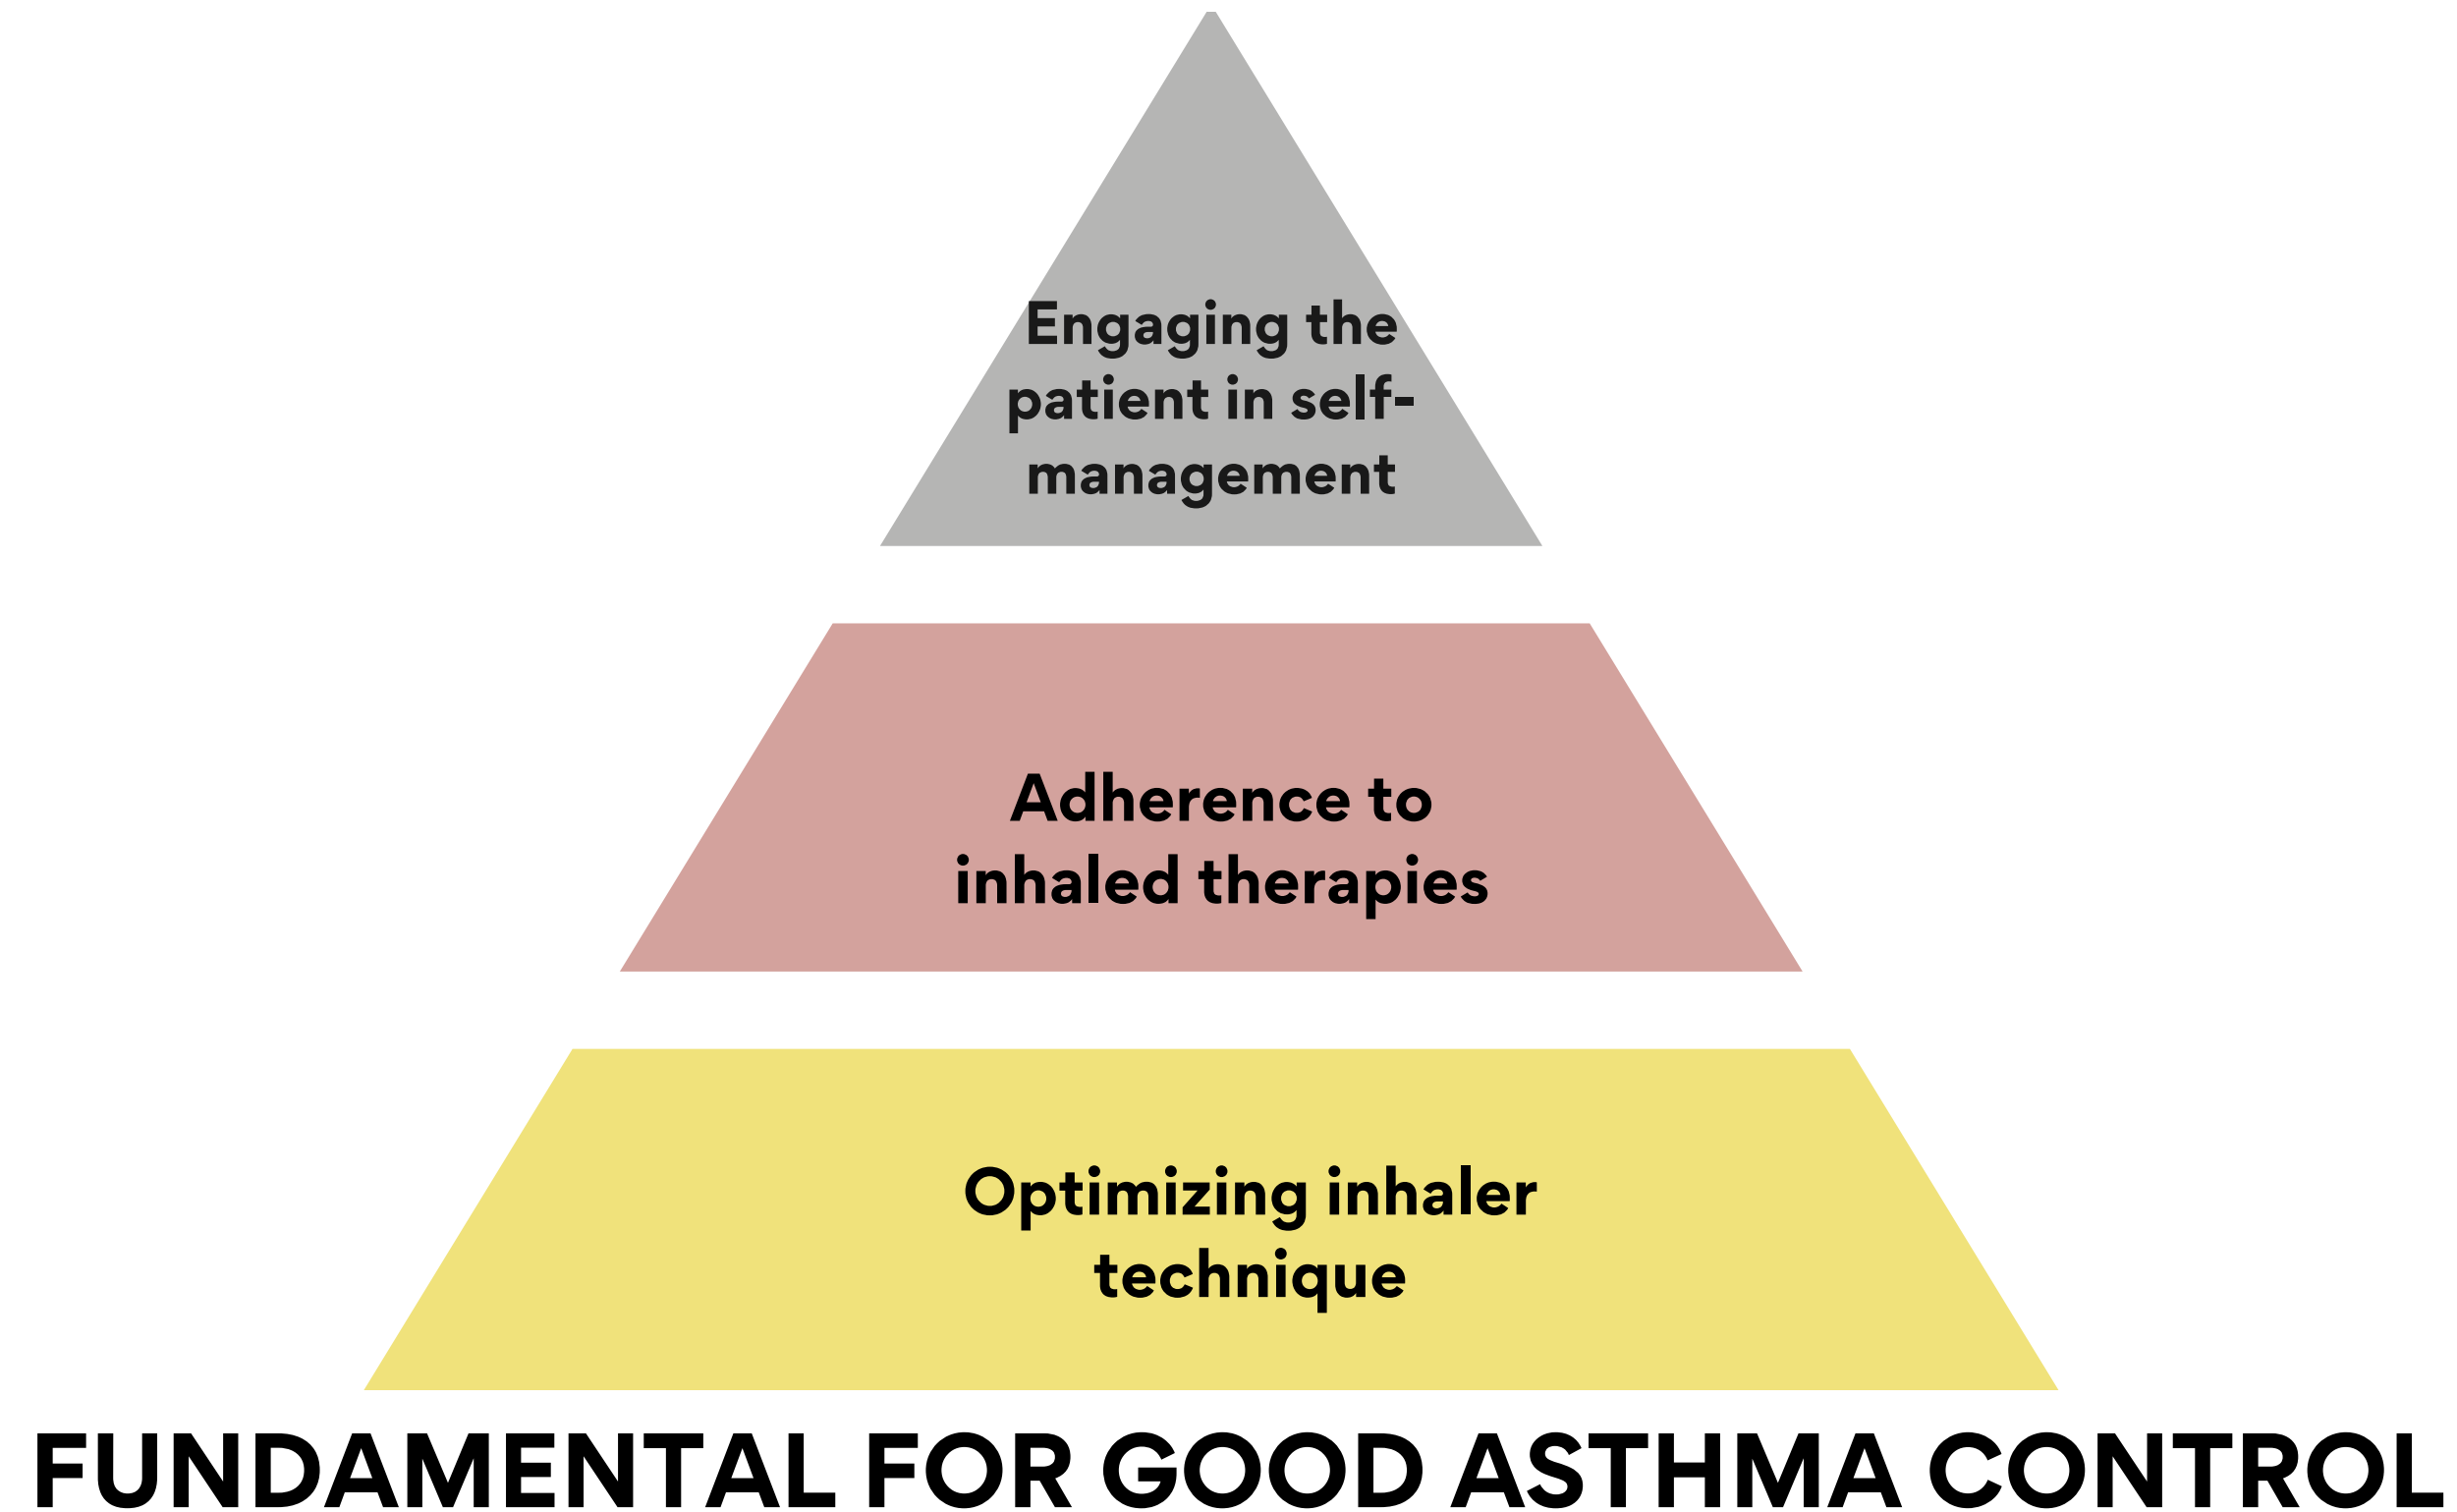 Engaging the
patient in self-
management
Adherence to
inhaled therapies
Optimizing inhaler
technique
FUNDAMENTAL FOR GOOD ASTHMA CONTROL